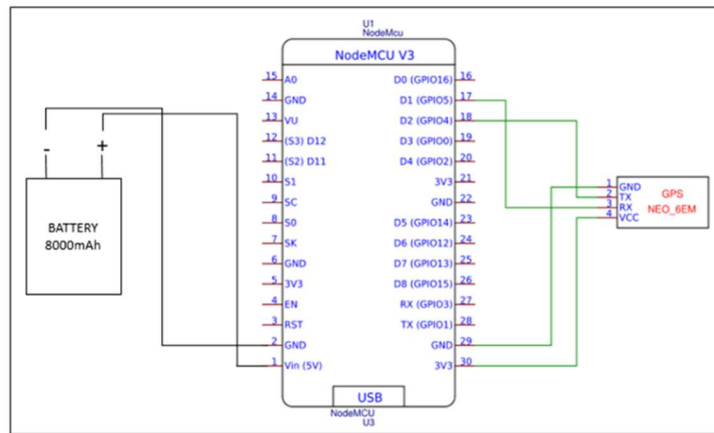 U1
NodeMcu
NodeMCU V3
15 A0
14 GND
13 VU
12 (S3) D12
11 (S2) D11
10 S1
9 SC
8 S0
7 SK
6 GND
5 3V3
4 EN
3 RST
2 GND
1 Vin (5V)
D0 (GPIO16) 16
D1 (GPIO5) 17
D2 (GPIO4) 18
D3 (GPIO0) 19
D4 (GPIO2) 20
3V3 21
GND 22
D5 (GPIO14) 23
D6 (GPIO12) 24
D7 (GPIO13) 25
D8 (GPIO15) 26
RX (GPIO3) 27
TX (GPIO1) 28
GND 29
3V3 30
USB
NodeMCU
U3
- +
BATTERY
8000mAh
1 GND
2 TX
3 RX
4 VCC
GPS
NEO_6EM